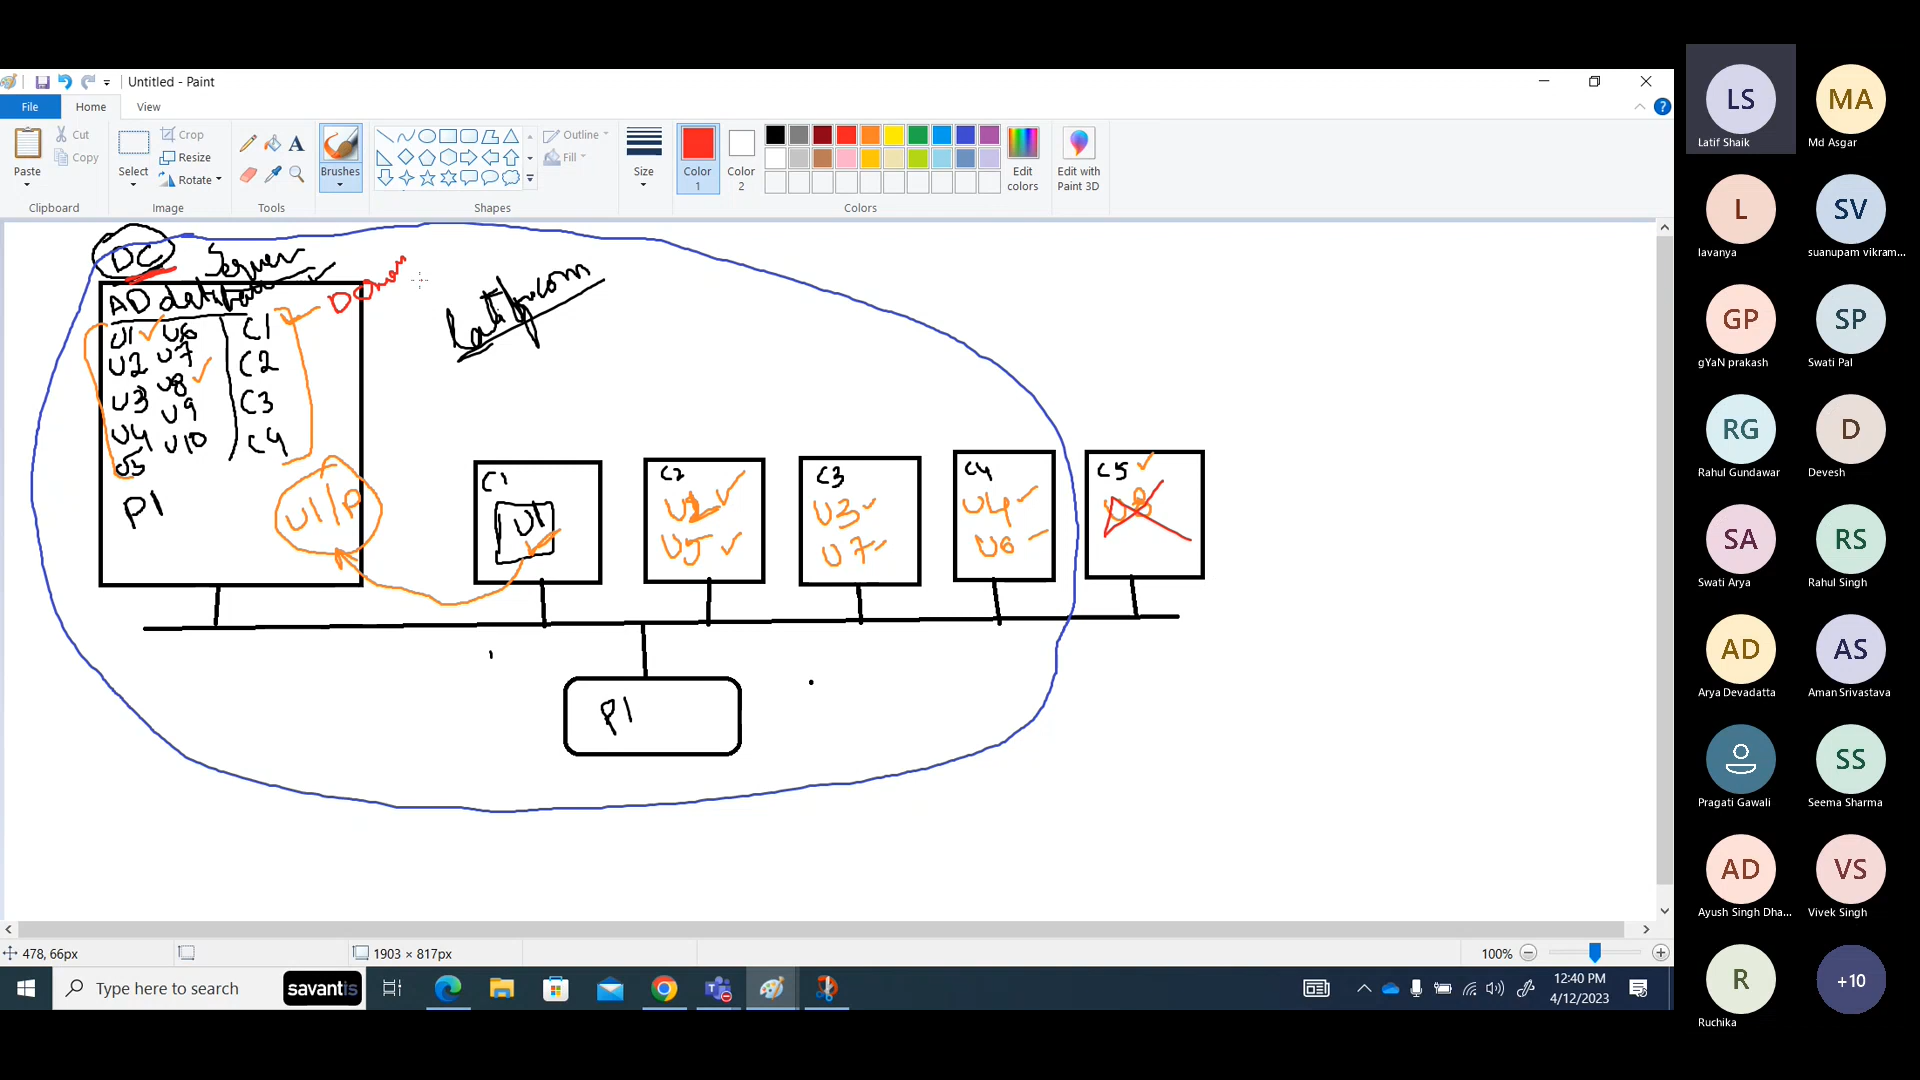 Untitled - Paint
File
Home
View
Paste
Cut
Copy
Clipboard
Select
Crop
Resize
Rotate
Image
Tools
Brushes
Shapes
Outline
Fill
Size
Color
1
Color
2
Edit
colors
Edit with
Paint 3D
Colors
DC
AD
U1 U6 C1
U2 U7 C2
U8
U3 U9 C3
U4 U10 C4
U5
P1
U1/P
C1
U1
C2
U2
U5
C3
U3
U7
C4
U4
U6
C5
U8
P1
478, 66px
1903 × 817px
100%
Type here to search
savantis
12:40 PM
4/12/2023
LS
Latif Shaik
MA
Md Asgar
L
lavanya
SV
suanupam vikram...
GP
gYaN prakash
SP
Swati Pal
RG
Rahul Gundawar
D
Devesh
SA
Swati Arya
RS
Rahul Singh
AD
Arya Devadatta
AS
Aman Srivastava
Pragati Gawali
SS
Seema Sharma
AD
Ayush Singh Dha...
VS
Vivek Singh
R
Ruchika
+10